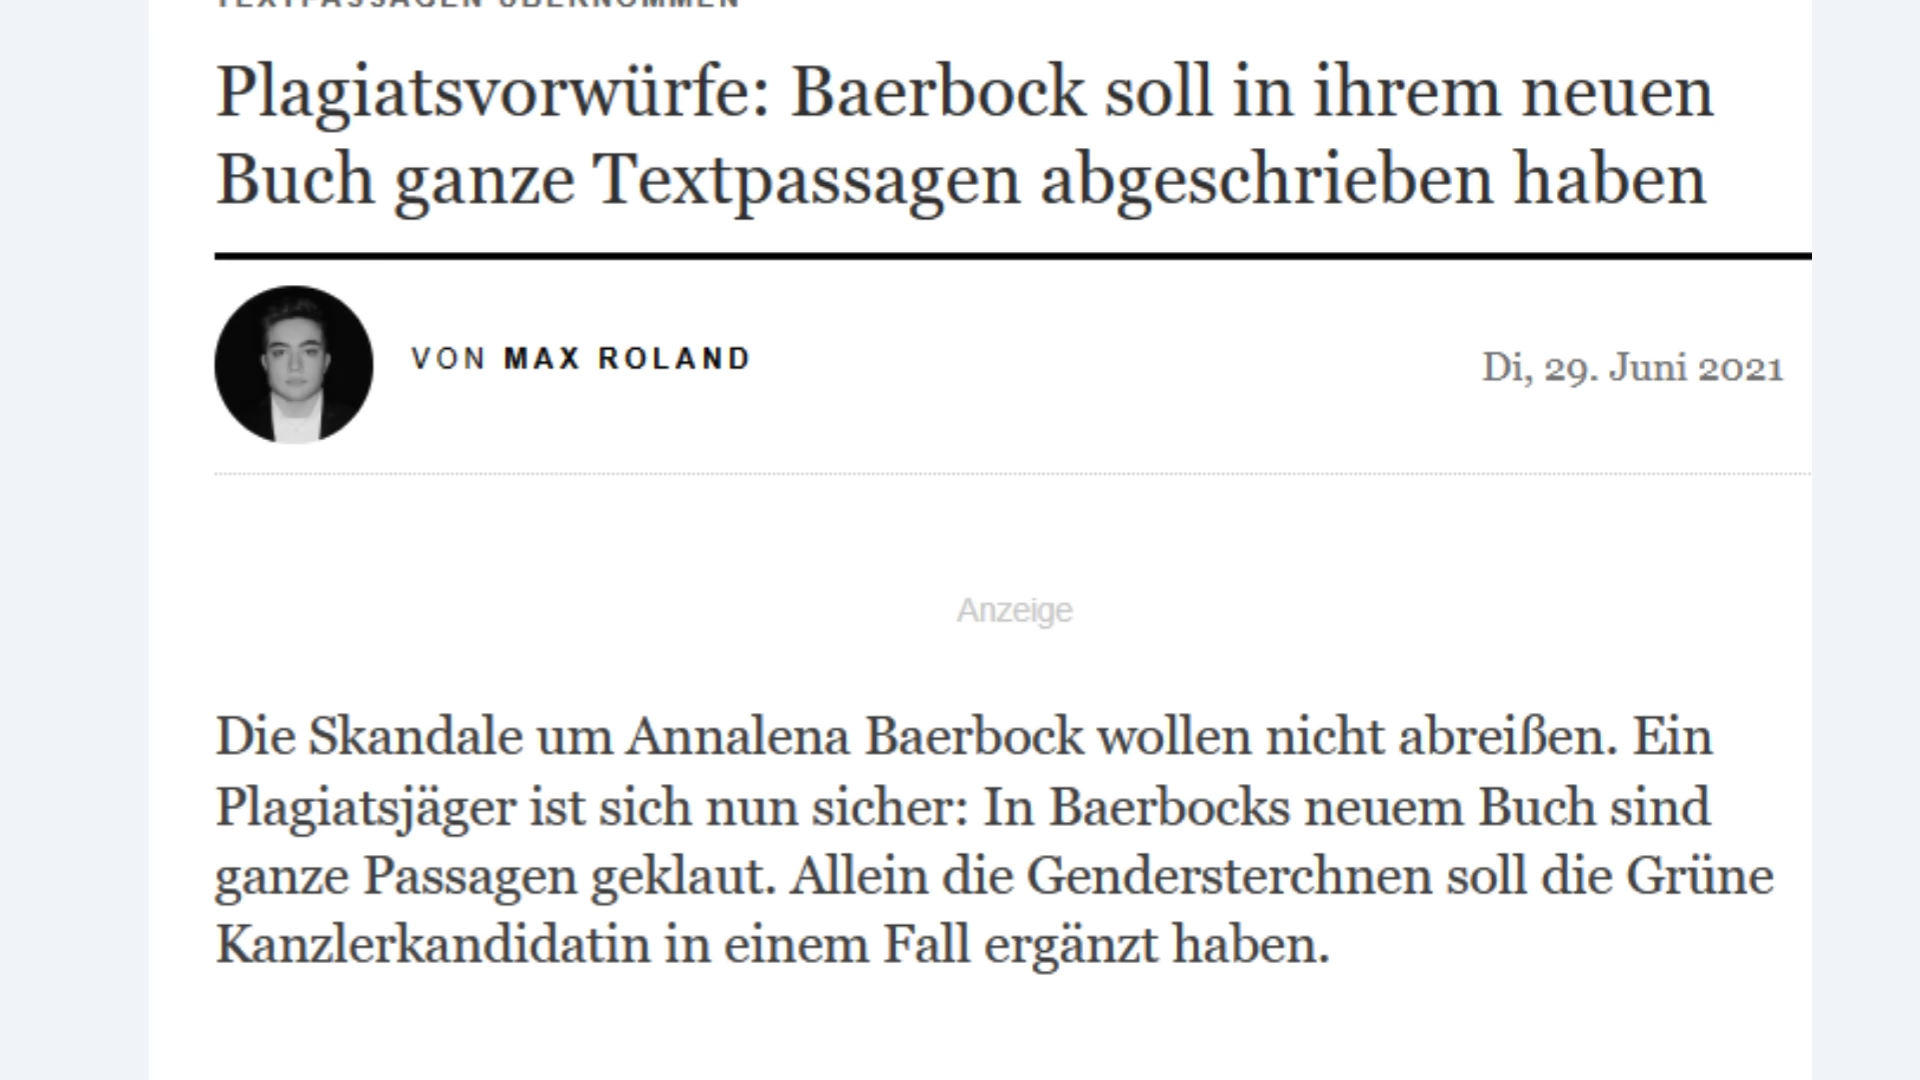 TEXTPASSAGEN ÜBERNOMMEN
Plagiatsvorwürfe: Baerbock soll in ihrem neuen
Buch ganze Textpassagen abgeschrieben haben
VON MAX ROLAND
Di, 29. Juni 2021
Anzeige
Die Skandale um Annalena Baerbock wollen nicht abreißen. Ein
Plagiatsjäger ist sich nun sicher: In Baerbocks neuem Buch sind
ganze Passagen geklaut. Allein die Gendersterchnen soll die Grüne
Kanzlerkandidatin in einem Fall ergänzt haben.